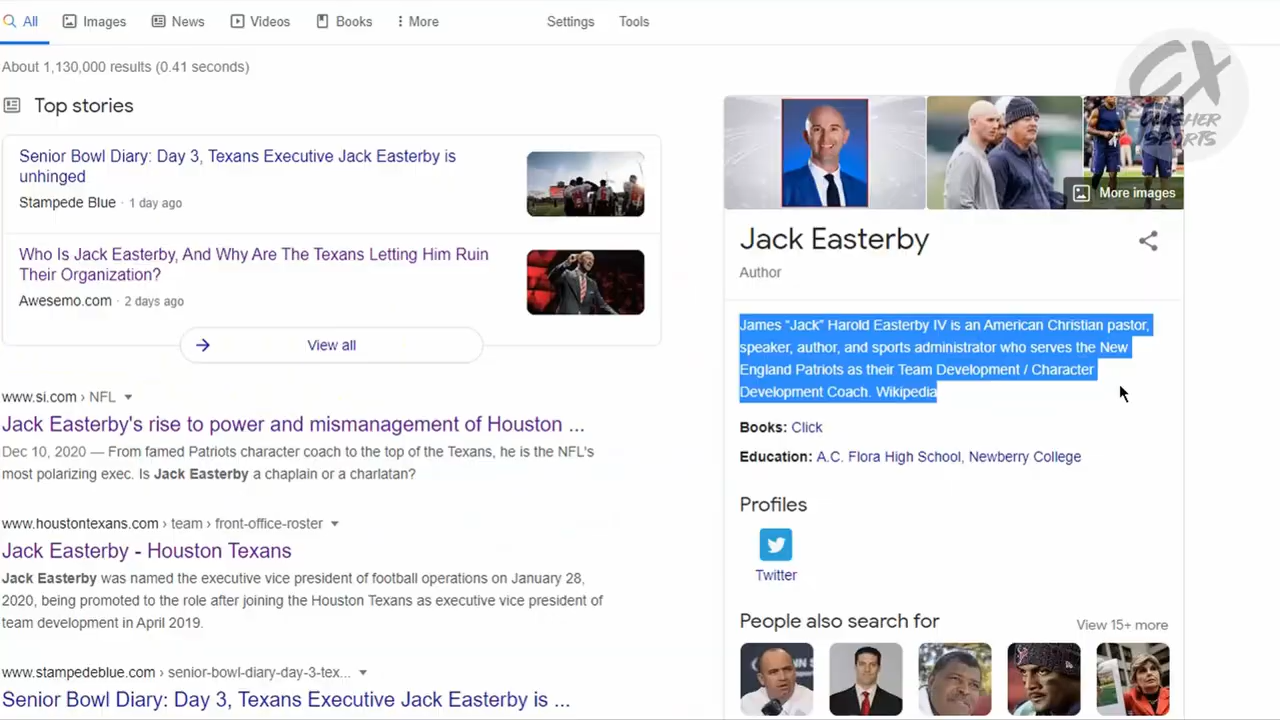 All
Images
News
Videos
Books
More
Settings
Tools
About 1,130,000 results (0.41 seconds)
Top stories
Senior Bowl Diary: Day 3, Texans Executive Jack Easterby is
unhinged
Stampede Blue · 1 day ago
Who Is Jack Easterby, And Why Are The Texans Letting Him Ruin
Their Organization?
Awesemo.com · 2 days ago
View all
www.si.com › NFL
Jack Easterby's rise to power and mismanagement of Houston ...
Dec 10, 2020 — From famed Patriots character coach to the top of the Texans, he is the NFL's
most polarizing exec. Is Jack Easterby a chaplain or a charlatan?
www.houstontexans.com › team › front-office-roster
Jack Easterby - Houston Texans
Jack Easterby was named the executive vice president of football operations on January 28,
2020, being promoted to the role after joining the Houston Texans as executive vice president of
team development in April 2019.
www.stampedeblue.com › senior-bowl-diary-day-3-tex...
Senior Bowl Diary: Day 3, Texans Executive Jack Easterby is ...
CX
CRASHER
SPORTS
More images
Jack Easterby
Author
James “Jack” Harold Easterby IV is an American Christian pastor,
speaker, author, and sports administrator who serves the New
England Patriots as their Team Development / Character
Development Coach. Wikipedia
Books: Click
Education: A.C. Flora High School, Newberry College
Profiles
Twitter
People also search for
View 15+ more